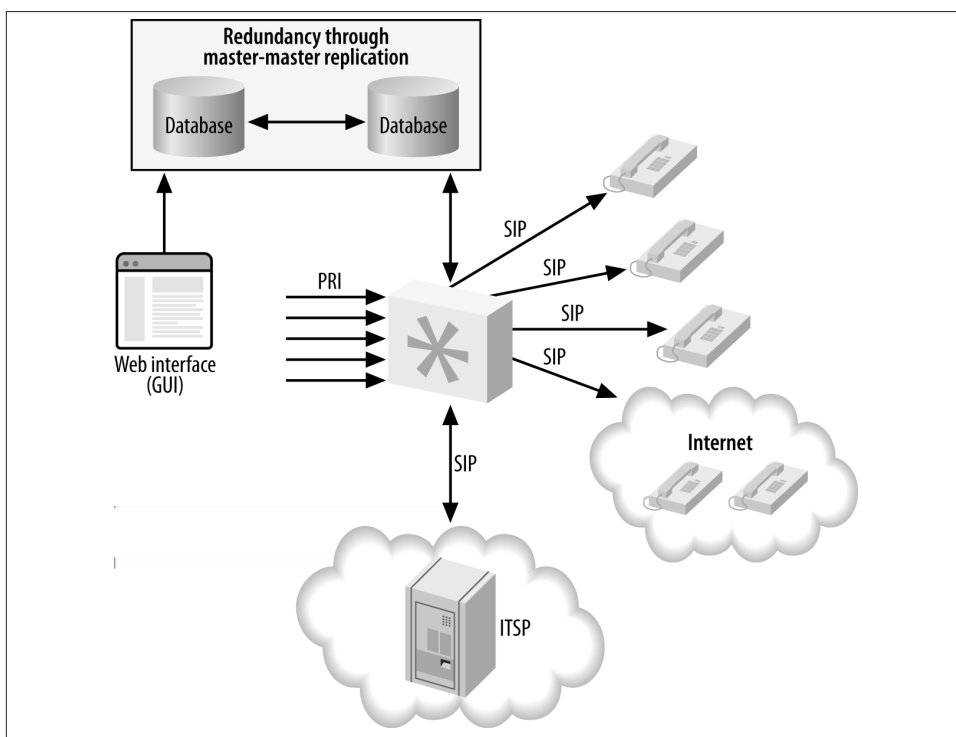 Redundancy through
master-master replication
Database
Database
SIP
SIP
PRI
SIP
SIP
Web interface
(GUI)
Internet
SIP
ITSP